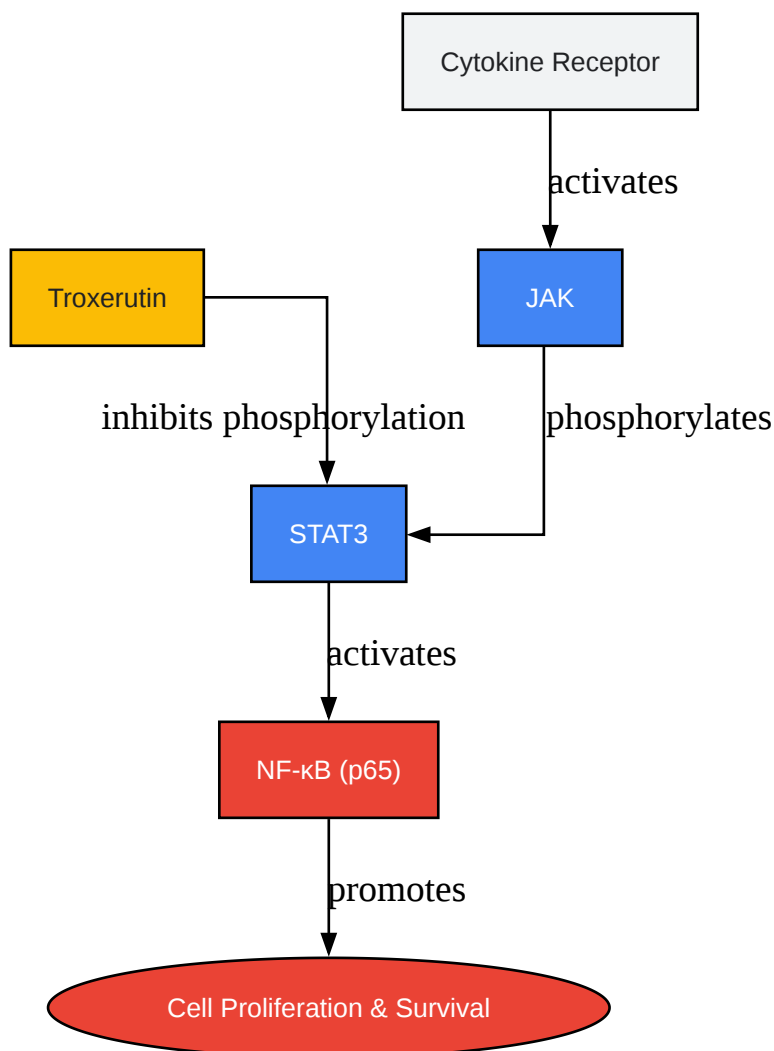 Cytokine Receptor
activates
Troxerutin
JAK
inhibits phosphorylation
phosphorylates
STAT3
activates
NF-κB (p65)
promotes
Cell Proliferation & Survival